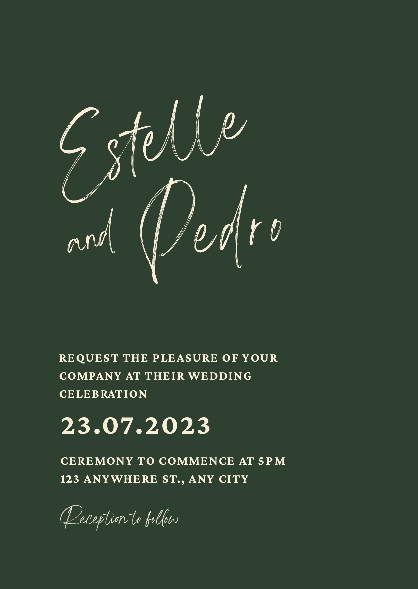 Estelle
and Pedro
REQUEST THE PLEASURE OF YOUR
COMPANY AT THEIR WEDDING
CELEBRATION
23.07.2023
CEREMONY TO COMMENCE AT 5PM
123 ANYWHERE ST., ANY CITY
Reception to follow